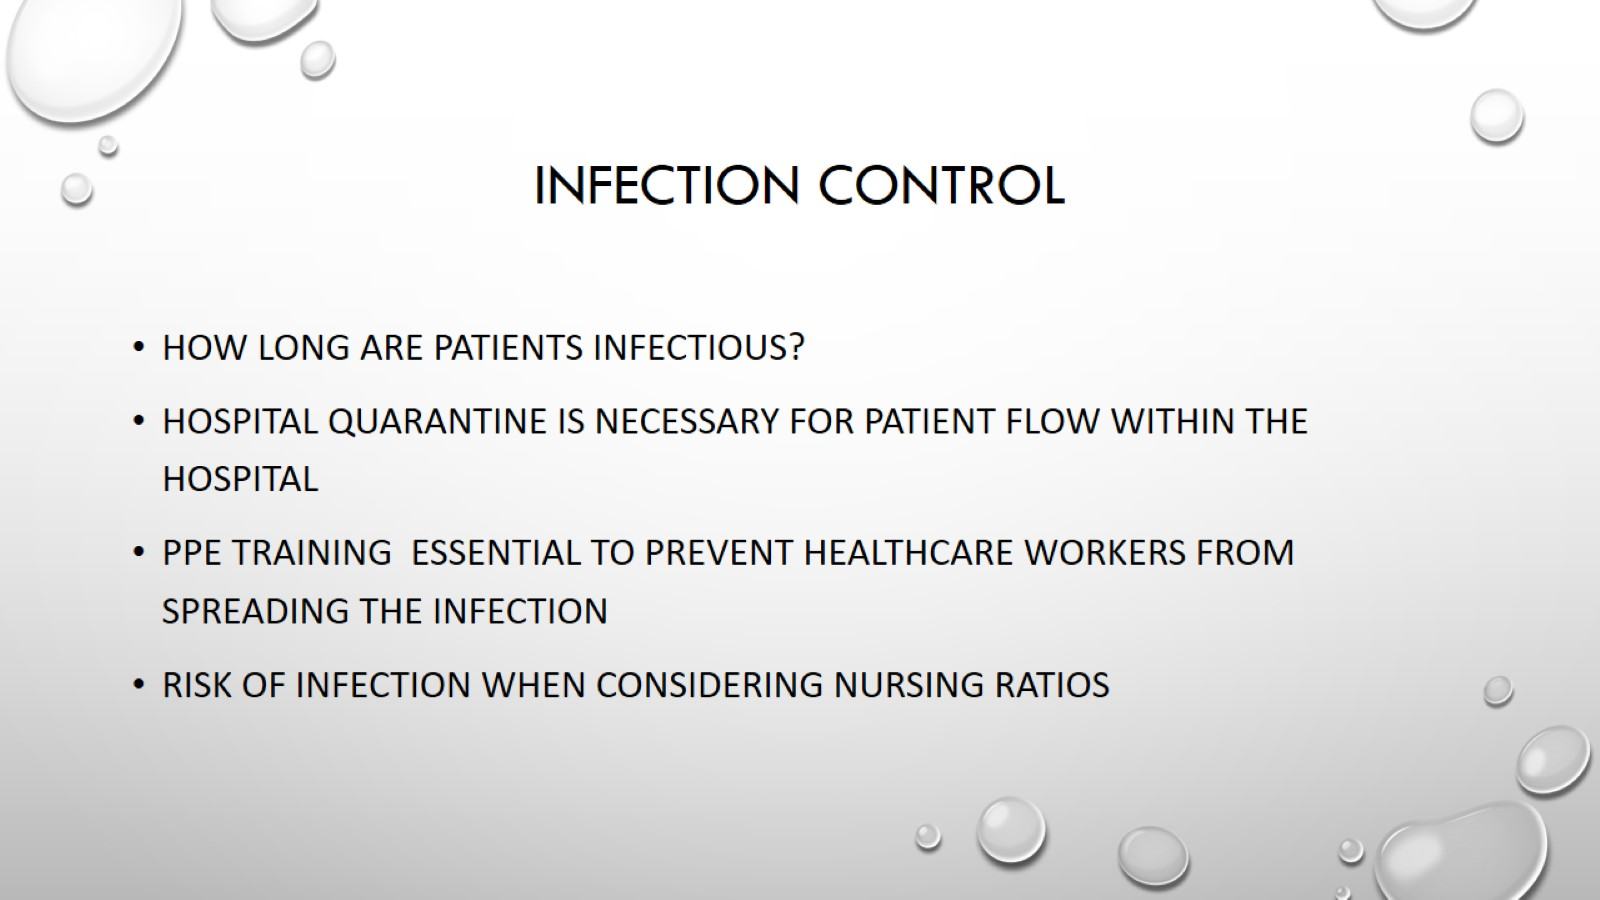 INFECTION CONTROL
• HOW LONG ARE PATIENTS INFECTIOUS?
• HOSPITAL QUARANTINE IS NECESSARY FOR PATIENT FLOW WITHIN THE
HOSPITAL
• PPE TRAINING  ESSENTIAL TO PREVENT HEALTHCARE WORKERS FROM
SPREADING THE INFECTION
• RISK OF INFECTION WHEN CONSIDERING NURSING RATIOS